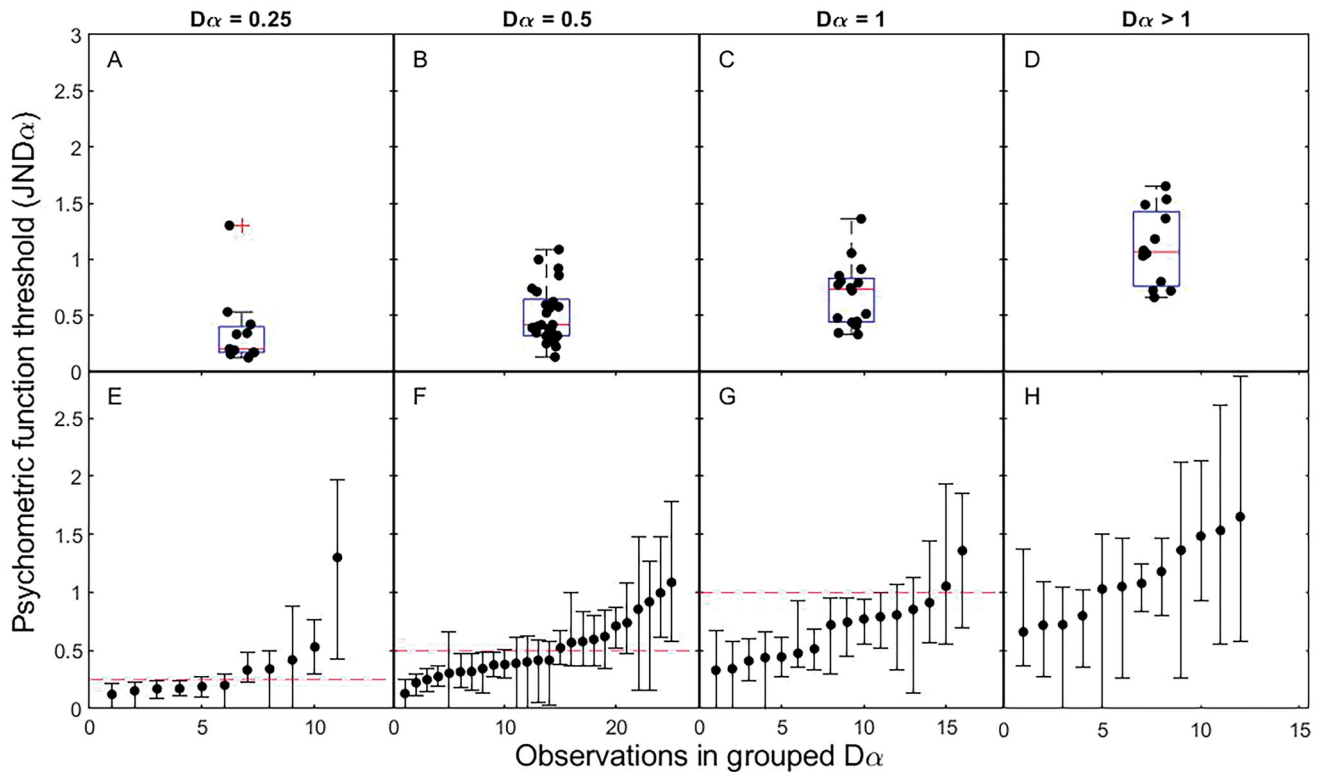 Dα = 0.25 Dα = 0.5 Dα = 1 Dα > 1
Psychometric function threshold (JNDα)
A B C D
3
2.5
2
1.5
1
0.5
0
E F G H
2.5
2
1.5
1
0.5
0
0 5 10 0 10 20 0 5 10 15 0 5 10 15
Observations in grouped Dα